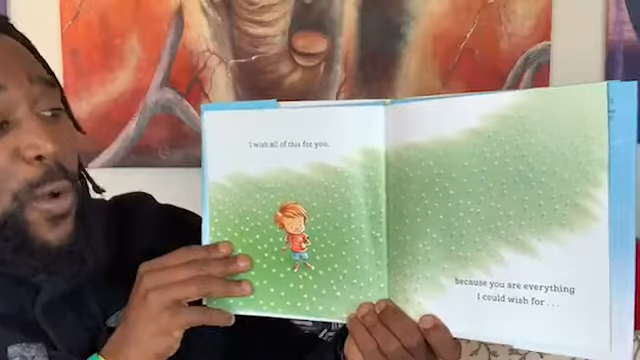 I wish all of this for you.
because you are everything
I could wish for . . .